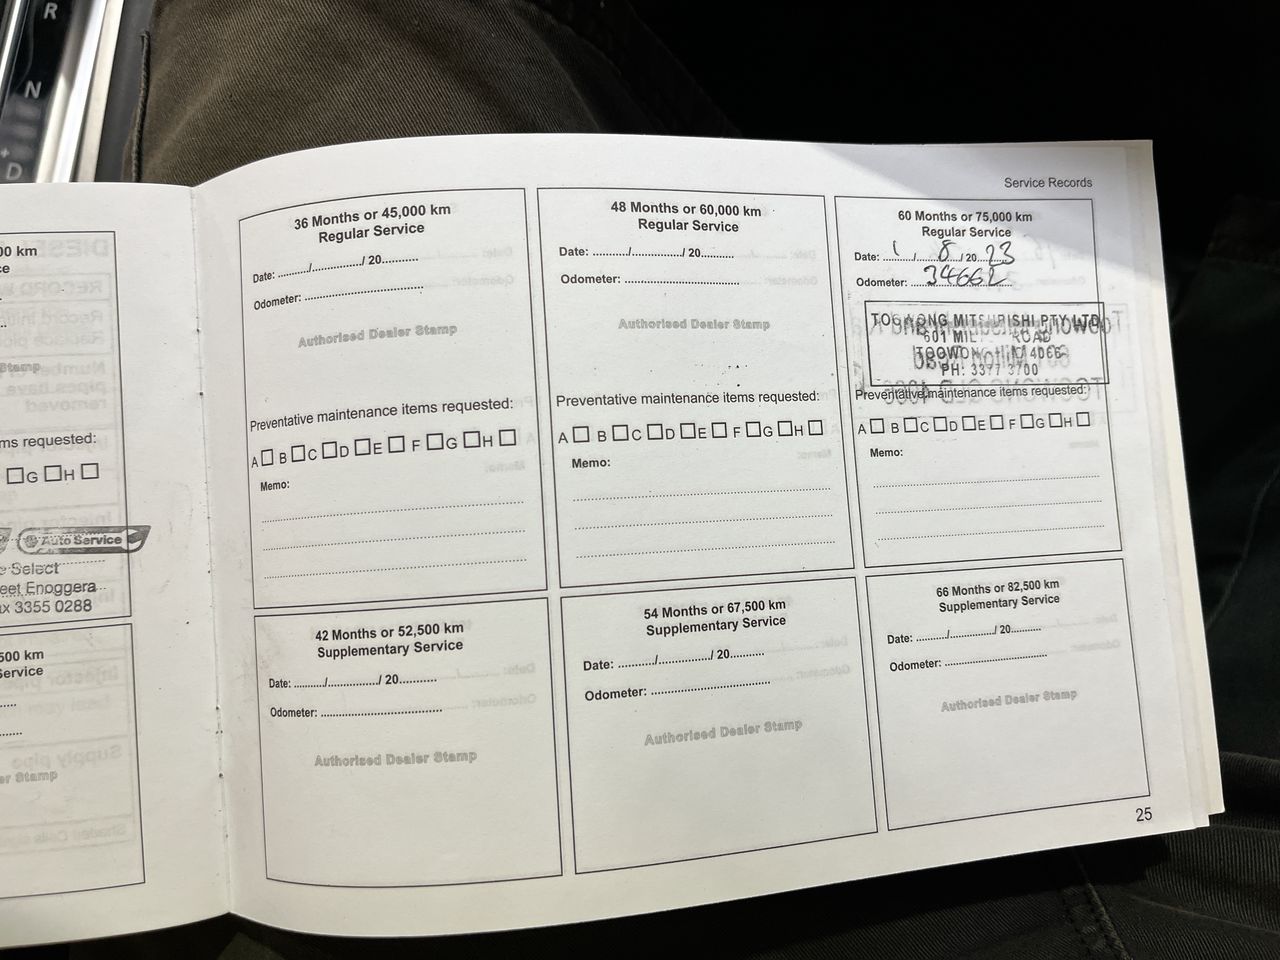 R
N
D
00 km
ce
Stamp
ms requested:
G H
Auto Service
e Select
eet Enoggera
ax 3355 0288
500 km
Service
er Stamp
Service Records
36 Months or 45,000 km
Regular Service
Date: ........../................/ 20...........
Odometer: .....................................
Authorised Dealer Stamp
Preventative maintenance items requested:
A B C D E F G H
Memo:
42 Months or 52,500 km
Supplementary Service
Date: ........../................/ 20...........
Odometer: .....................................
Authorised Dealer Stamp
48 Months or 60,000 km
Regular Service
Date: ........../................/ 20...........
Odometer: .....................................
Authorised Dealer Stamp
Preventative maintenance items requested:
A B C D E F G H
Memo:
54 Months or 67,500 km
Supplementary Service
Date: ........../................/ 20...........
Odometer: .....................................
Authorised Dealer Stamp
60 Months or 75,000 km
Regular Service
Date: 1 / 8 / 20 23
Odometer: 34662
TOOWONG MITSUBISHI PTY LTD
601 ROAD
TOOWONG 4066
PH: 3377 3700
Preventative maintenance items requested:
A B C D E F G H
Memo:
66 Months or 82,500 km
Supplementary Service
Date: ........../................/ 20...........
Odometer: .....................................
Authorised Dealer Stamp
25